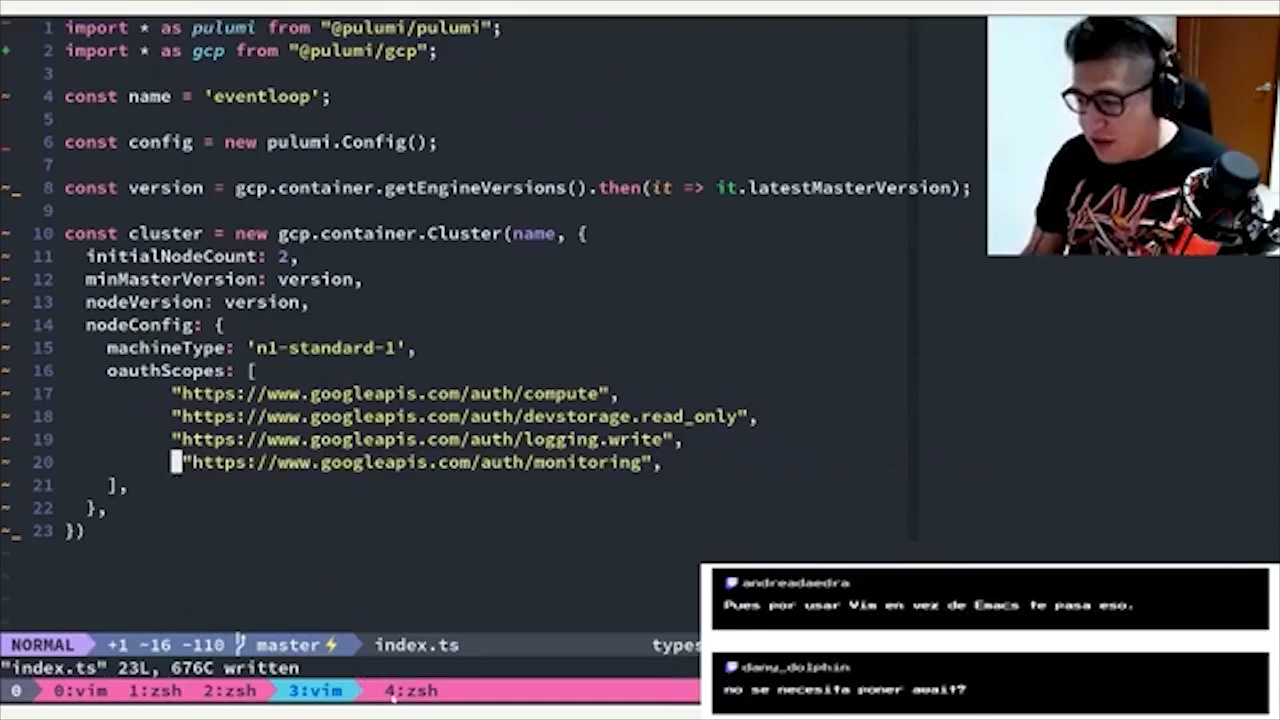 1 import * as pulumi from "@pulumi/pulumi";
+ 2 import * as gcp from "@pulumi/gcp";
3
~ 4 const name = 'eventloop';
5
_ 6 const config = new pulumi.Config();
7
~_ 8 const version = gcp.container.getEngineVersions().then(it => it.latestMasterVersion);
9
~ 10 const cluster = new gcp.container.Cluster(name, {
~ 11 initialNodeCount: 2,
~ 12 minMasterVersion: version,
~ 13 nodeVersion: version,
~ 14 nodeConfig: {
~ 15 machineType: 'n1-standard-1',
~ 16 oauthScopes: [
~ 17 "https://www.googleapis.com/auth/compute",
~ 18 "https://www.googleapis.com/auth/devstorage.read_only",
~ 19 "https://www.googleapis.com/auth/logging.write",
~ 20 "https://www.googleapis.com/auth/monitoring",
~ 21 ],
~ 22 },
~_ 23 })
NORMAL +1 ~16 -110 master⚡ index.ts types
"index.ts" 23L, 676C written
0 0:vim 1:zsh 2:zsh 3:vim 4:zsh
andreadaedra
Pues por usar Vim en vez de Emacs te pasa eso.
dany_dolphin
no se necesita poner await?